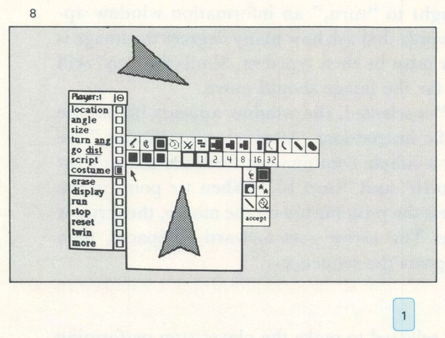 8
Player:1
location
angle
size
turn ang
go dist
script
costume
1 2 4 8 16 32
erase
display
run
stop
reset
twin
more
accept
1